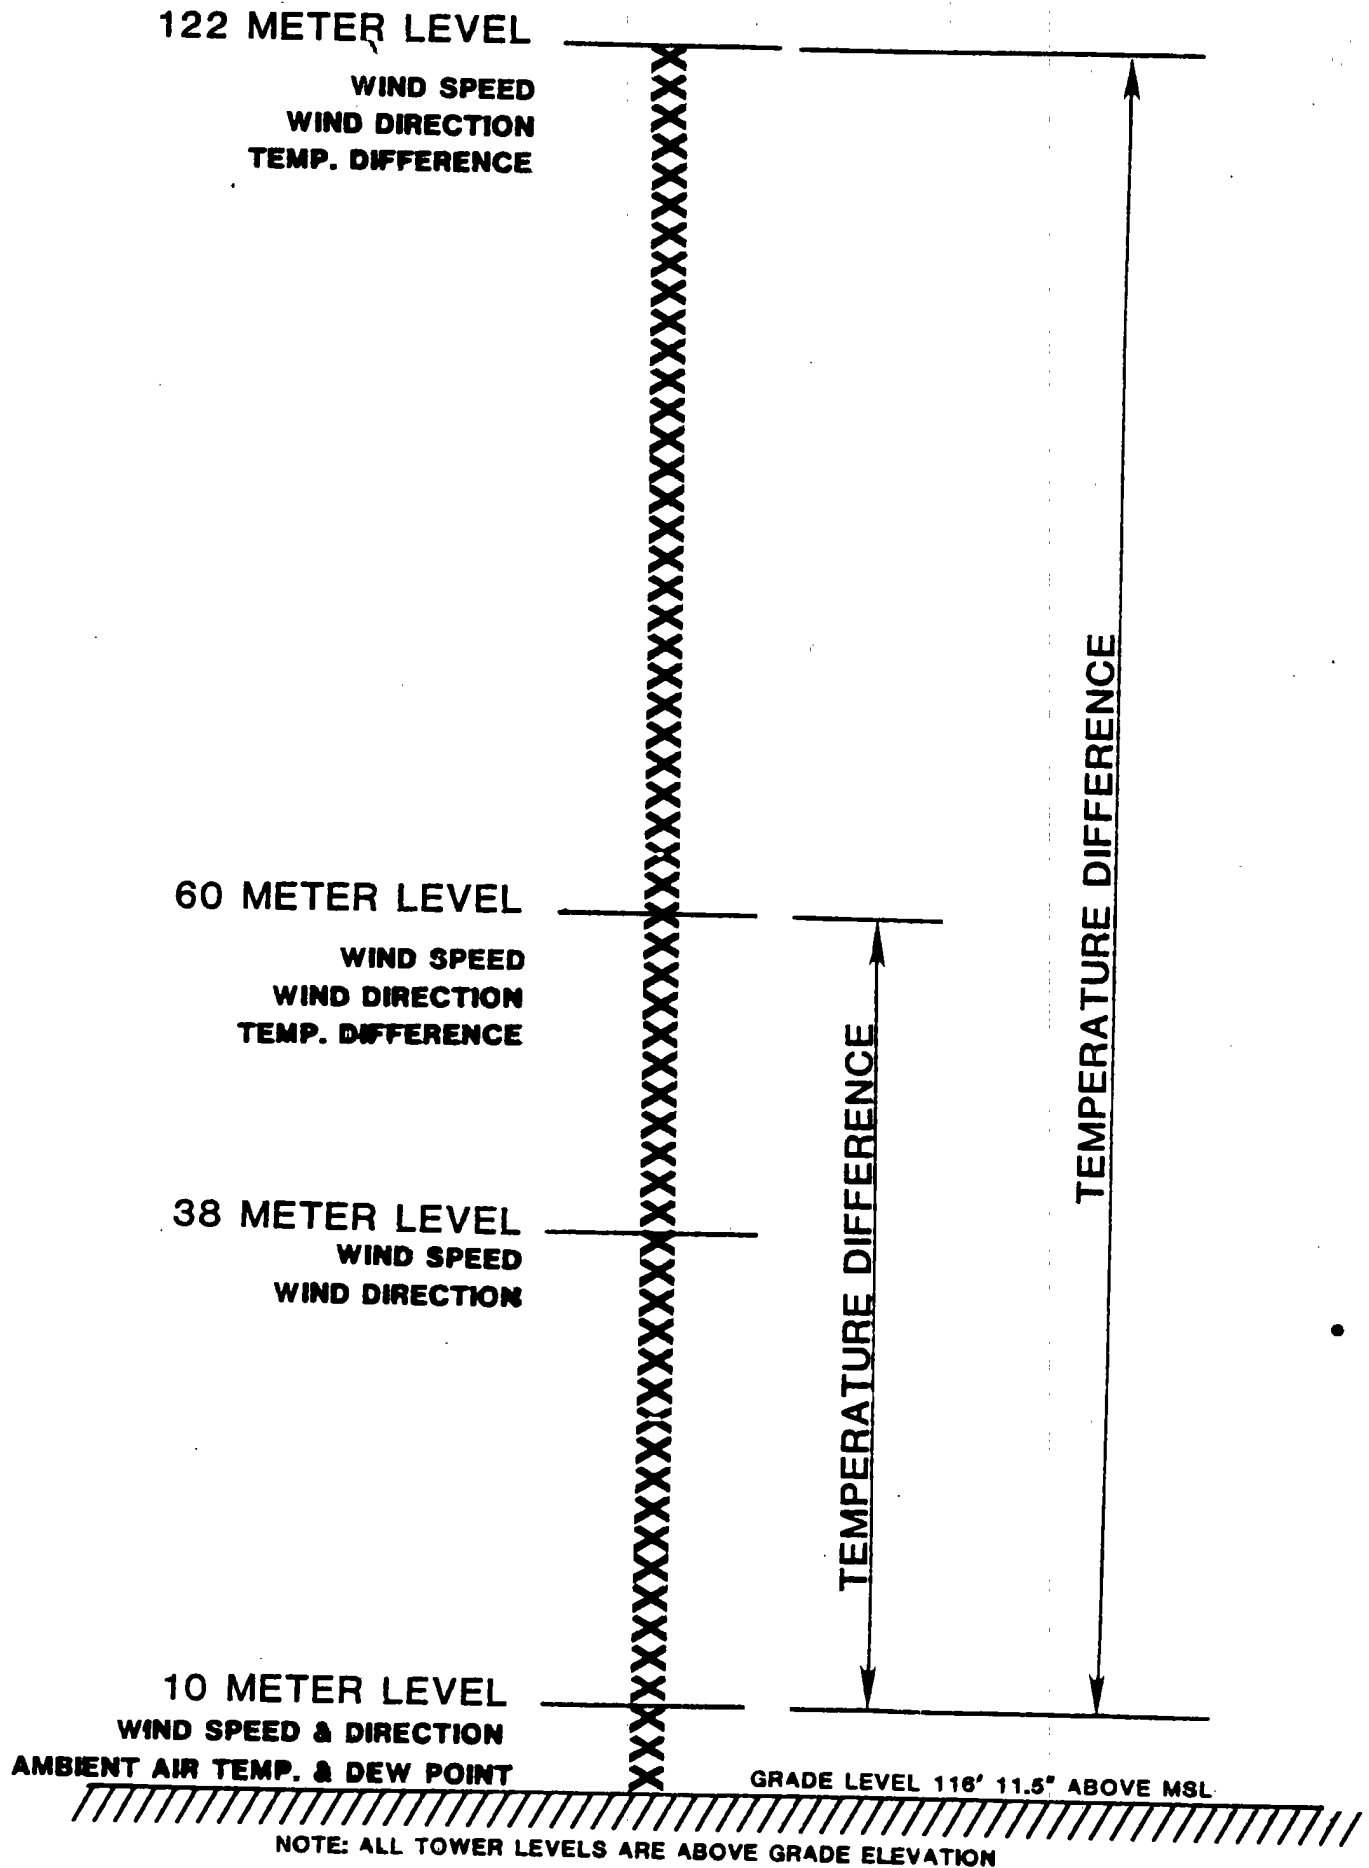 122 METER LEVEL
WIND SPEED
WIND DIRECTION
TEMP. DIFFERENCE
60 METER LEVEL
WIND SPEED
WIND DIRECTION
TEMP. DIFFERENCE
38 METER LEVEL
WIND SPEED
WIND DIRECTION
10 METER LEVEL
WIND SPEED & DIRECTION
AMBIENT AIR TEMP. & DEW POINT
TEMPERATURE DIFFERENCE
TEMPERATURE DIFFERENCE
GRADE LEVEL 116' 11.5" ABOVE MSL
NOTE: ALL TOWER LEVELS ARE ABOVE GRADE ELEVATION